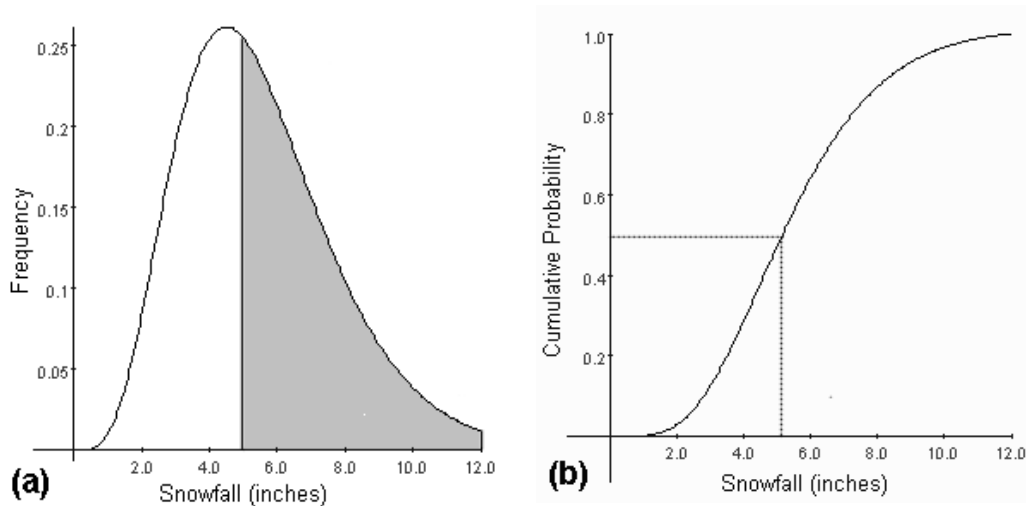 0.25
0.2
0.15
0.1
0.05
Frequency
2.0 4.0 6.0 8.0 10.0 12.0
Snowfall (inches)
(a)
1.0
0.8
0.6
0.4
0.2
Cumulative Probability
2.0 4.0 6.0 8.0 10.0 12.0
Snowfall (inches)
(b)